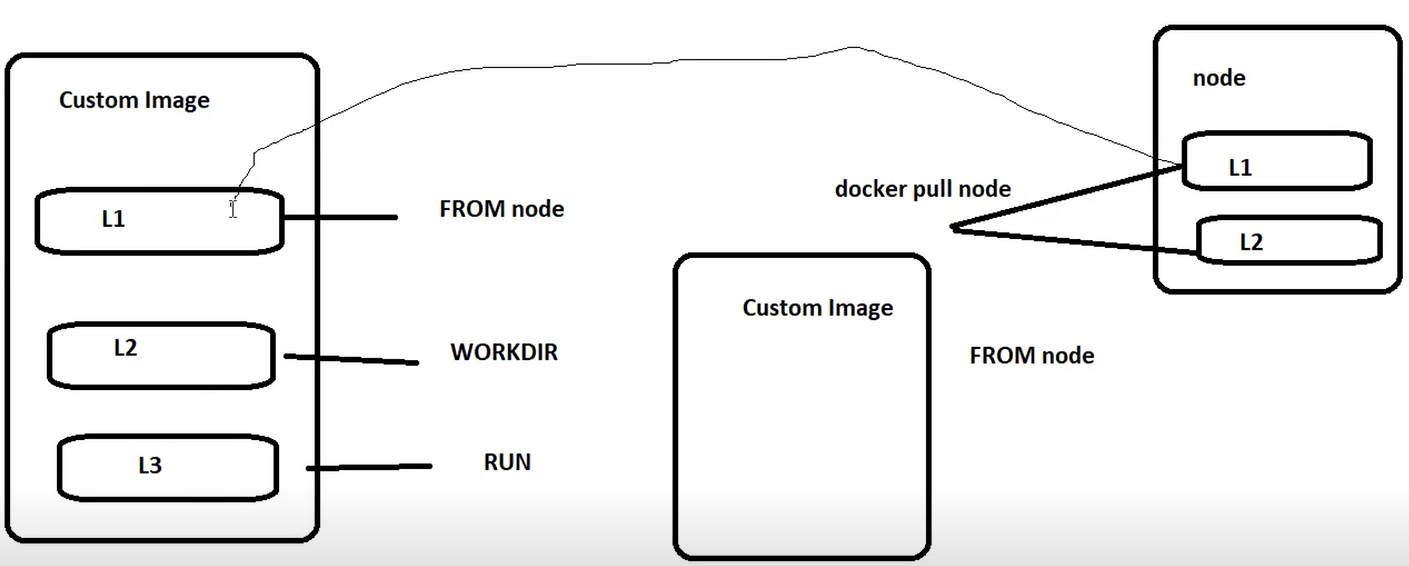 Custom Image
L1
FROM node
L2
WORKDIR
L3
RUN
docker pull node
node
L1
L2
Custom Image
FROM node